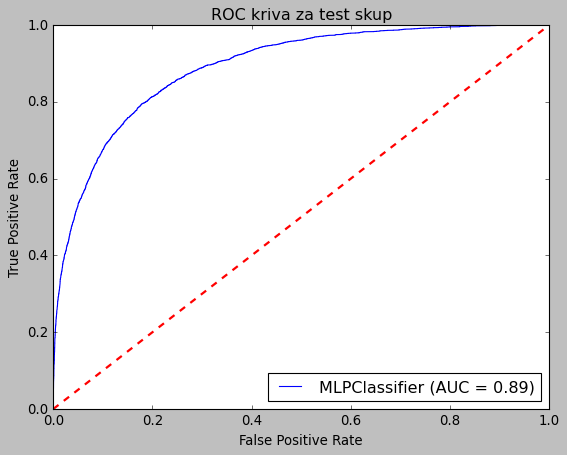 ROC kriva za test skup
1.0
0.8
0.6
0.4
0.2
0.0
True Positive Rate
MLPClassifier (AUC = 0.89)
0.0 0.2 0.4 0.6 0.8 1.0
False Positive Rate